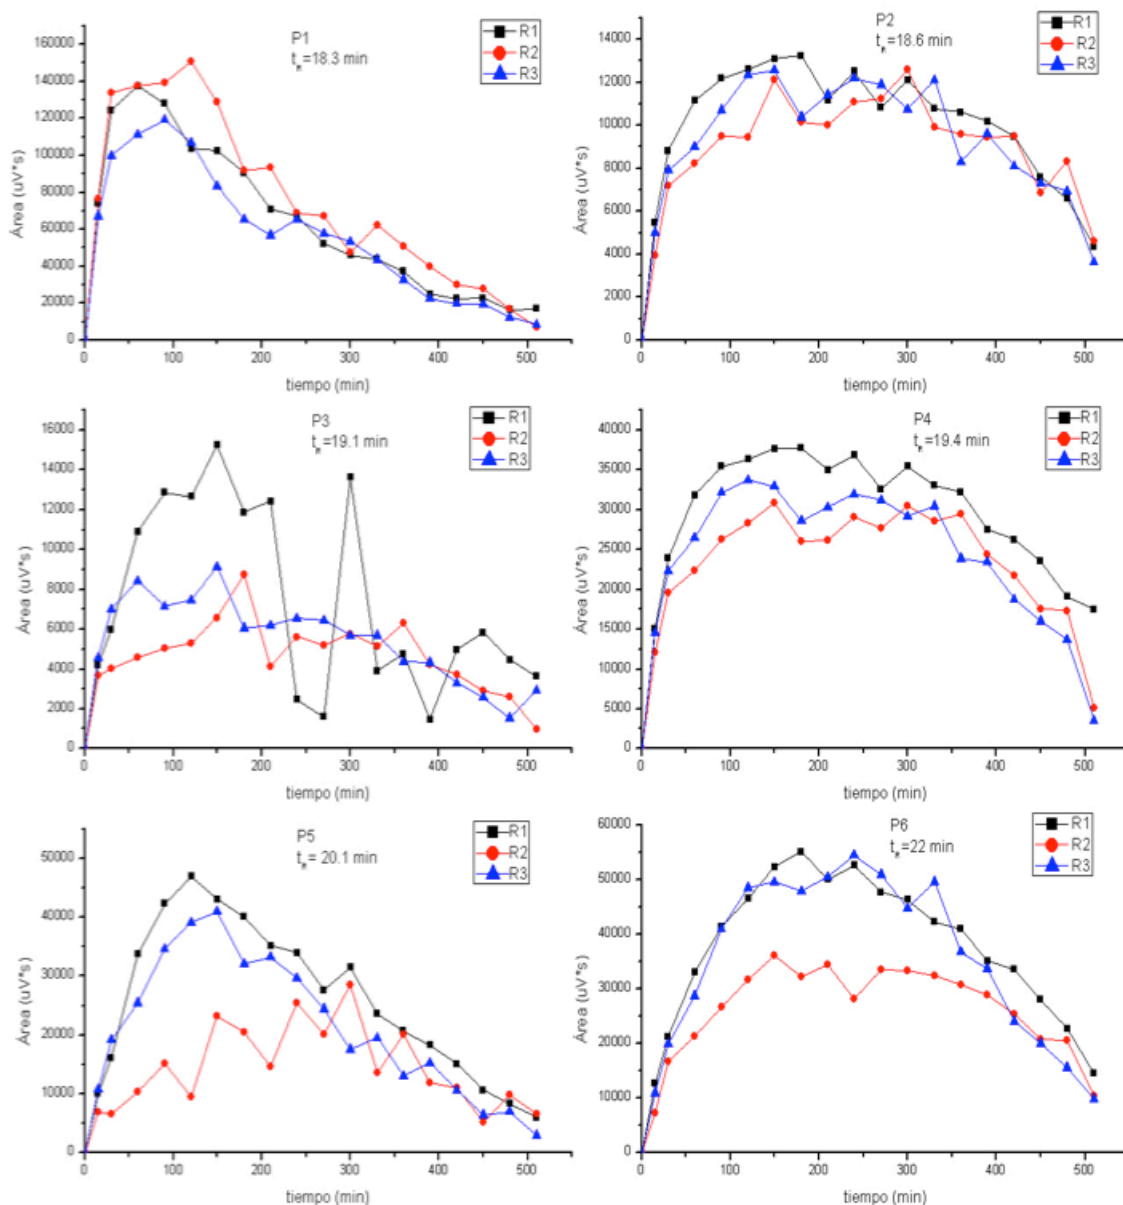 P1
tR=18.3 min
R1
R2
R3
Área (uV*s)
160000
140000
120000
100000
80000
60000
40000
20000
0
0 100 200 300 400 500
tiempo (min)
P2
tR=18.6 min
R1
R2
R3
Área (uV*s)
14000
12000
10000
8000
6000
4000
2000
0
0 100 200 300 400 500
tiempo (min)
P3
tR=19.1 min
R1
R2
R3
Área (uV*s)
16000
14000
12000
10000
8000
6000
4000
2000
0
0 100 200 300 400 500
tiempo (min)
P4
tR=19.4 min
R1
R2
R3
Área (uV*s)
40000
35000
30000
25000
20000
15000
10000
5000
0
0 100 200 300 400 500
tiempo (min)
P5
tR= 20.1 min
R1
R2
R3
Área (uV*s)
50000
40000
30000
20000
10000
0
0 100 200 300 400 500
tiempo (min)
P6
tR=22 min
R1
R2
R3
Área (uV*s)
60000
50000
40000
30000
20000
10000
0
0 100 200 300 400 500
tiempo (min)